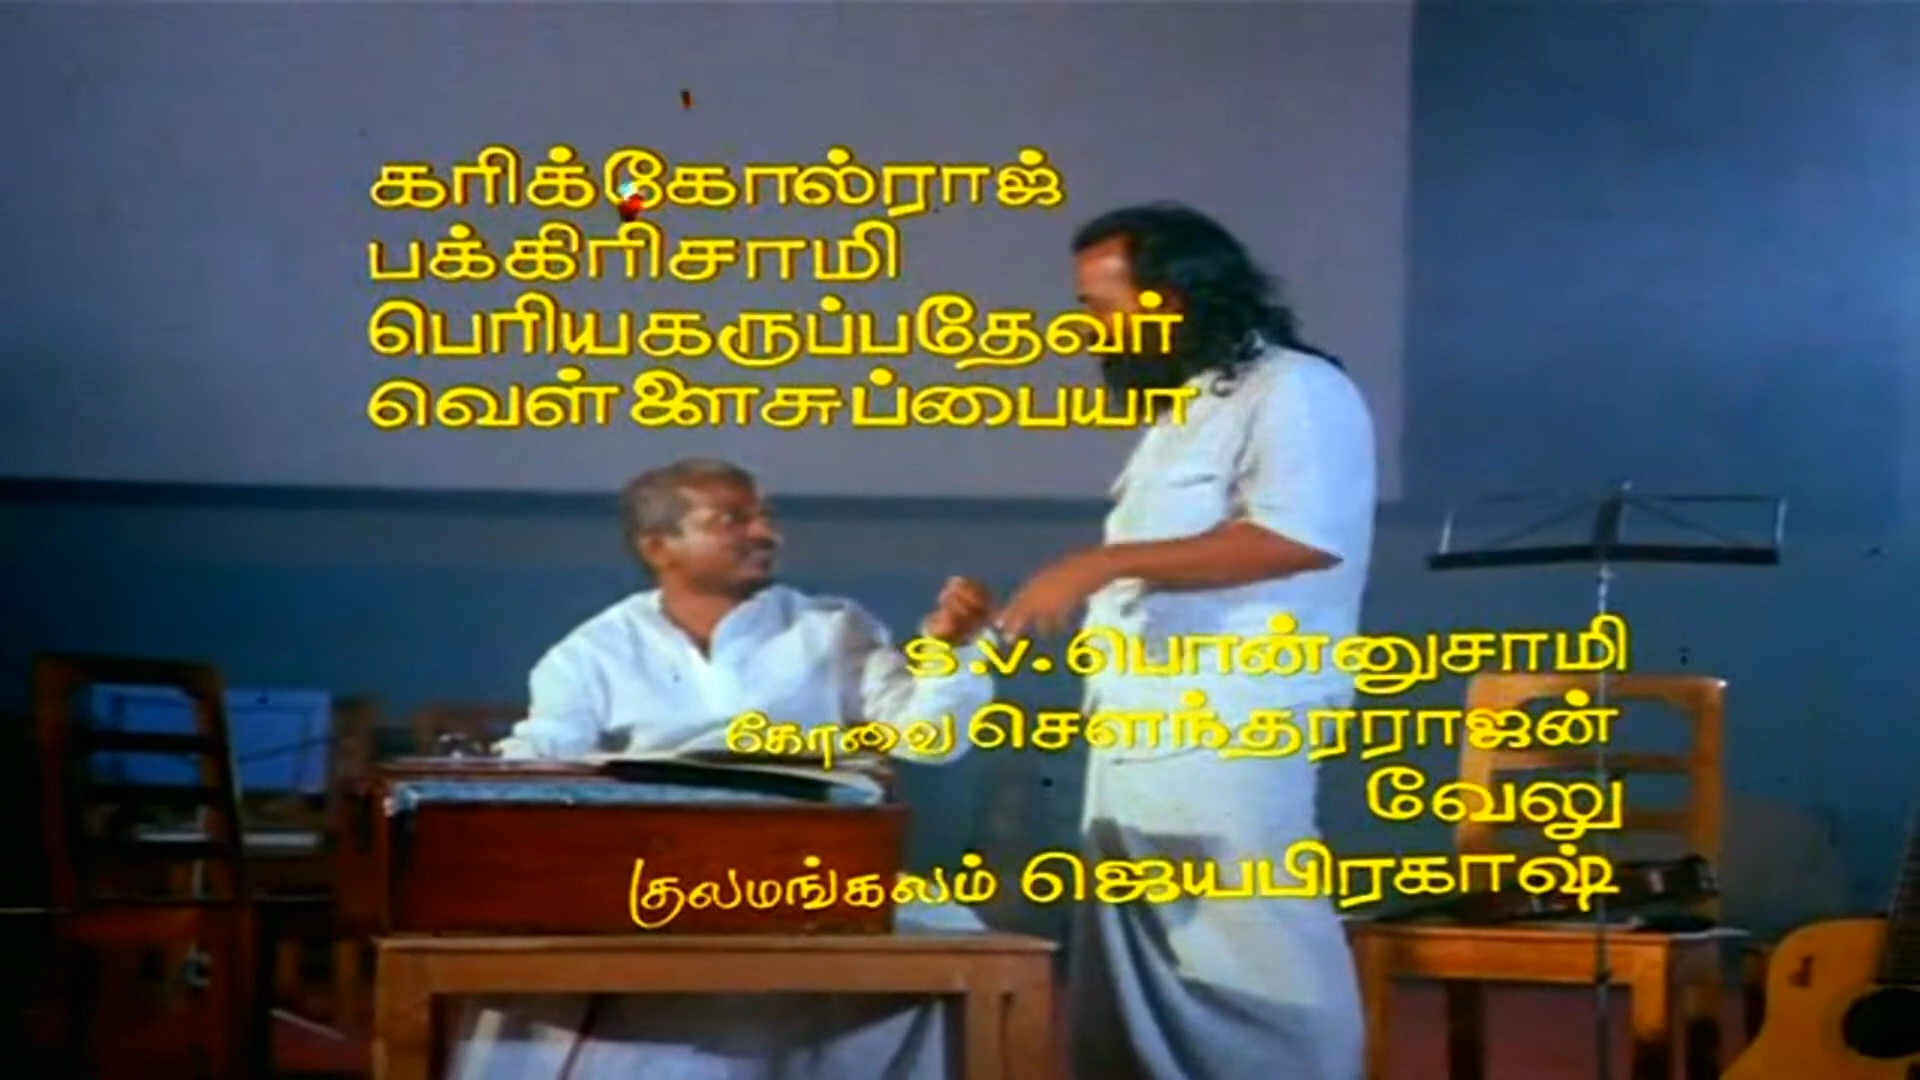 கரிக்கோல்ராஜ்
பக்கிரிசாமி
பெரியகருப்பதேவர்
வெள்ளைசுப்பையா
S.V. பொன்னுசாமி
கோவை சௌந்தரராஜன்
வேலு
குலமங்கலம் ஜெயபிரகாஷ்